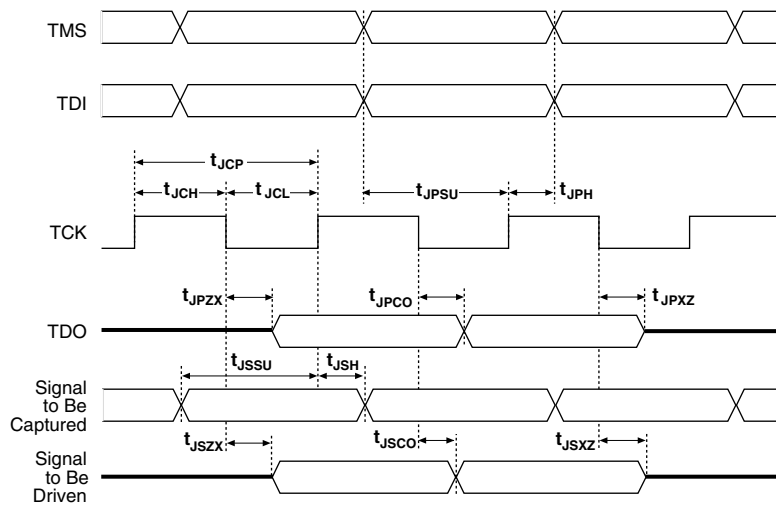 TMS
TDI
tJCP
tJCH
tJCL
tJPSU
tJPH
TCK
tJPZX
tJPCO
tJPXZ
TDO
tJSSU
tJSH
Signal
to Be
Captured
tJSZX
tJSCO
tJSXZ
Signal
to Be
Driven